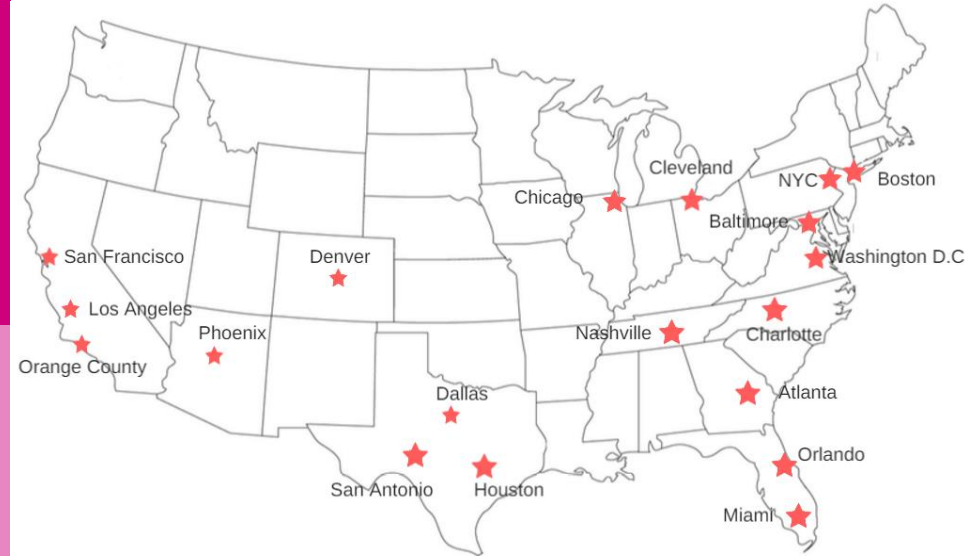 Cleveland
NYC
Boston
Chicago
Baltimore
San Francisco
Denver
Washington D.C
Los Angeles
Phoenix
Nashville
Charlotte
Orange County
Dallas
Atlanta
Orlando
San Antonio
Houston
Miami